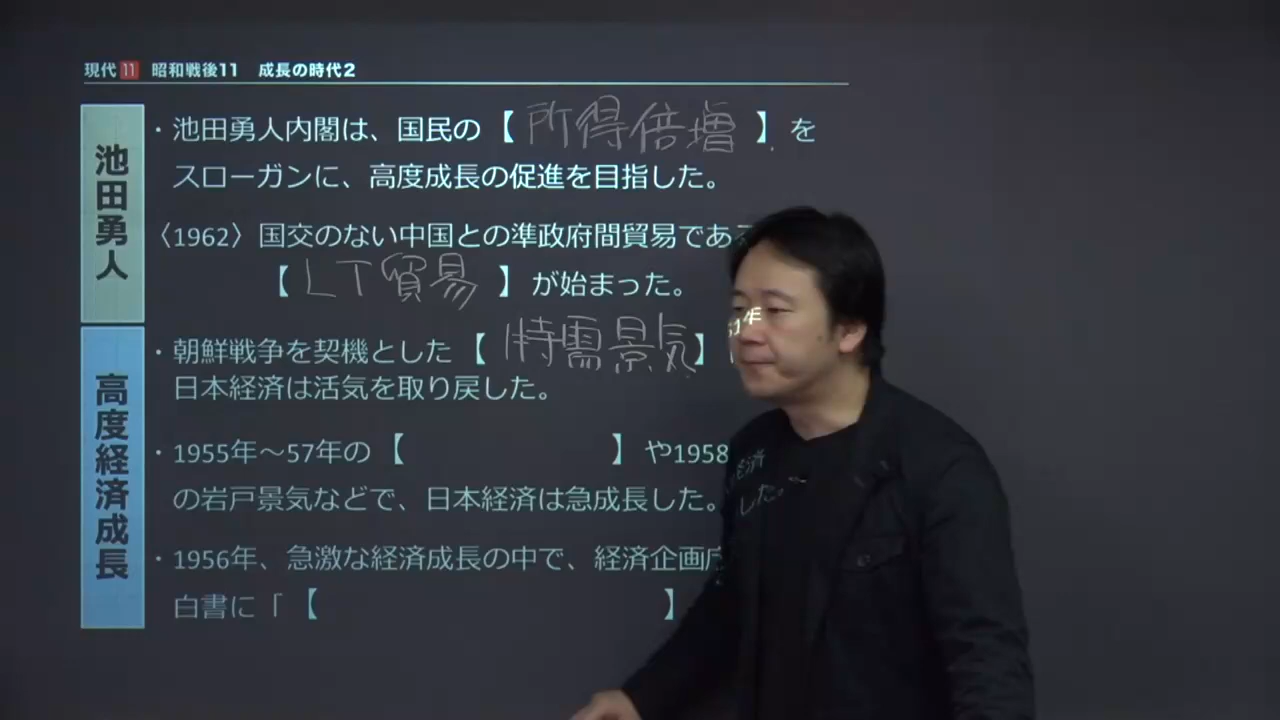 現代 11 昭和戦後11 成長の時代2
池田勇人
・池田勇人内閣は、国民の【所得倍増】を
スローガンに、高度成長の促進を目指した。
〈1962〉国交のない中国との準政府間貿易である
【LT貿易】が始まった。
高度経済成長
・朝鮮戦争を契機とした【特需景気】
年
日本経済は活気を取り戻した。
・1955年～57年の【 】や1958
経済
の岩戸景気などで、日本経済は急成長した。
した。
・1956年、急激な経済成長の中で、経済企画庁
白書に「【 】